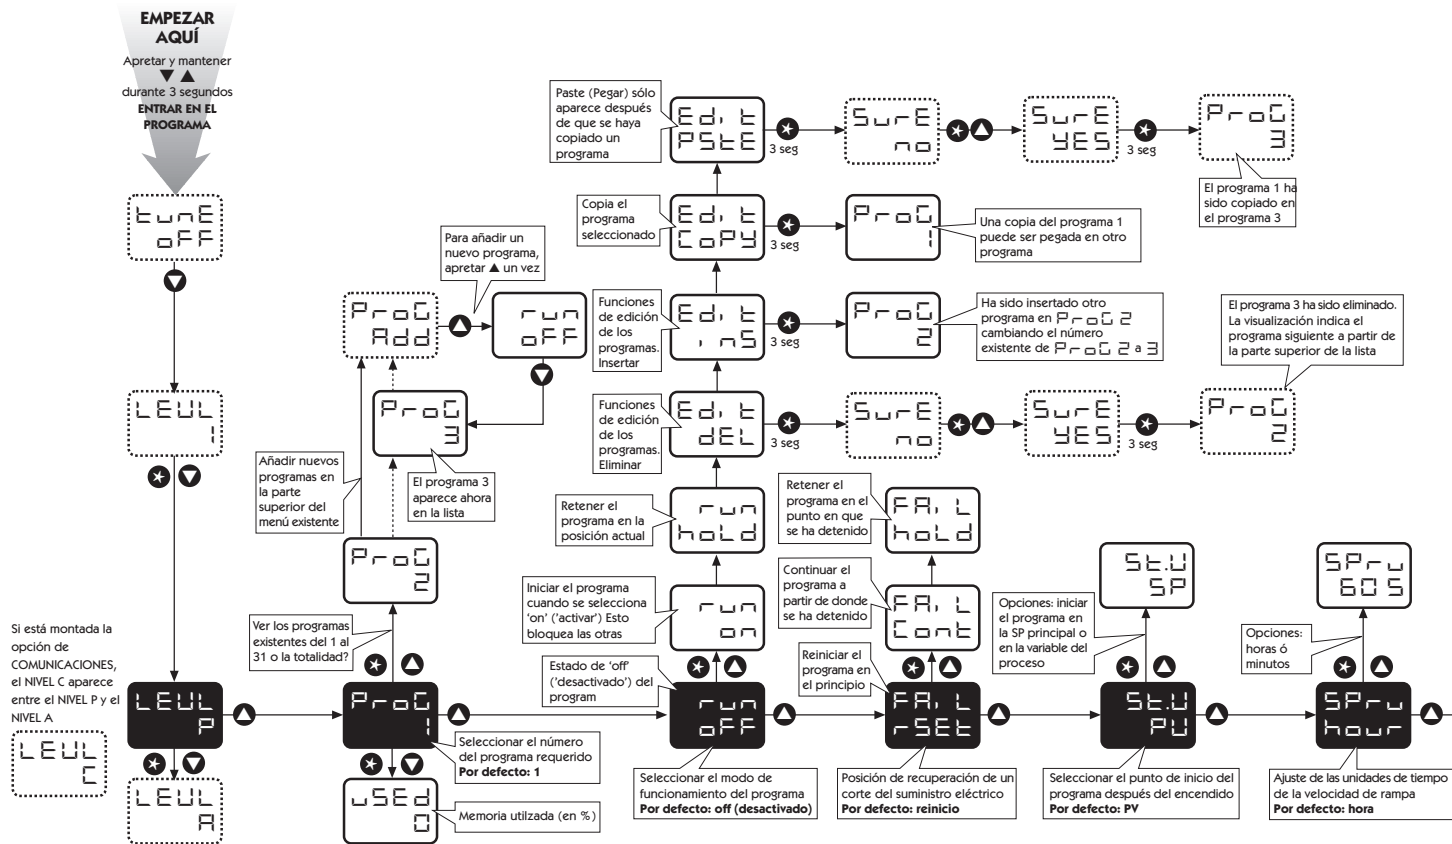 EMPEZAR
AQUÍ
Apretar y mantener
▼ ▲
durante 3 segundos
ENTRAR EN EL
PROGRAMA
tunE
oFF
LEVL
1
Si está montada la
opción de
COMUNICACIONES,
el NIVEL C aparece
entre el NIVEL P y el
NIVEL A
LEVL
C
LEVL
P
LEVL
A
Añadir nuevos
programas en
la parte
superior del
menú existente
ProG
Add
Para añadir un
nuevo programa,
apretar ▲ un vez
run
oFF
ProG
3
El programa 3
aparece ahora
en la lista
ProG
2
Ver los programas
existentes del 1 al
31 o la totalidad?
ProG
1
Seleccionar el número
del programa requerido
Por defecto: 1
uSEd
0
Memoria utilzada (en %)
Paste (Pegar) sólo
aparece después
de que se haya
copiado un
programa
Edit
PStE
3 seg
SurE
no
SurE
YES
3 seg
ProG
3
El programa 1 ha
sido copiado en
el programa 3
Copia el
programa
seleccionado
Edit
CoPY
3 seg
ProG
1
Una copia del programa 1
puede ser pegada en otro
programa
Funciones
de edición
de los
programas.
Insertar
Edit
inS
3 seg
ProG
2
Ha sido insertado otro
programa en ProG 2
cambiando el número
existente de ProG 2 a 3
El programa 3 ha sido eliminado.
La visualización indica el
programa siguiente a partir de
la parte superior de la lista
Funciones
de edición
de los
programas.
Eliminar
Edit
dEL
3 seg
SurE
no
SurE
YES
3 seg
ProG
2
Retener el
programa en la
posición actual
run
hoLd
Iniciar el programa
cuando se selecciona
'on' ('activar') Esto
bloquea las otras
run
on
Estado de 'off'
('desactivado') del
program
run
oFF
Seleccionar el modo de
funcionamiento del programa
Por defecto: off (desactivado)
Retener el
programa en el
punto en que
se ha detenido
FAiL
hoLd
Continuar el
programa a
partir de donde
se ha detenido
FAiL
Cont
Reiniciar el
programa en
el principio
FAiL
rSEt
Posición de recuperación de un
corte del suministro eléctrico
Por defecto: reinicio
St.V
SP
Opciones: iniciar
el programa en
la SP principal o
en la variable del
proceso
St.V
PV
Seleccionar el punto de inicio del
programa después del encendido
Por defecto: PV
SPru
60 S
Opciones:
horas ó
minutos
SPru
hour
Ajuste de las unidades de tiempo
de la velocidad de rampa
Por defecto: hora